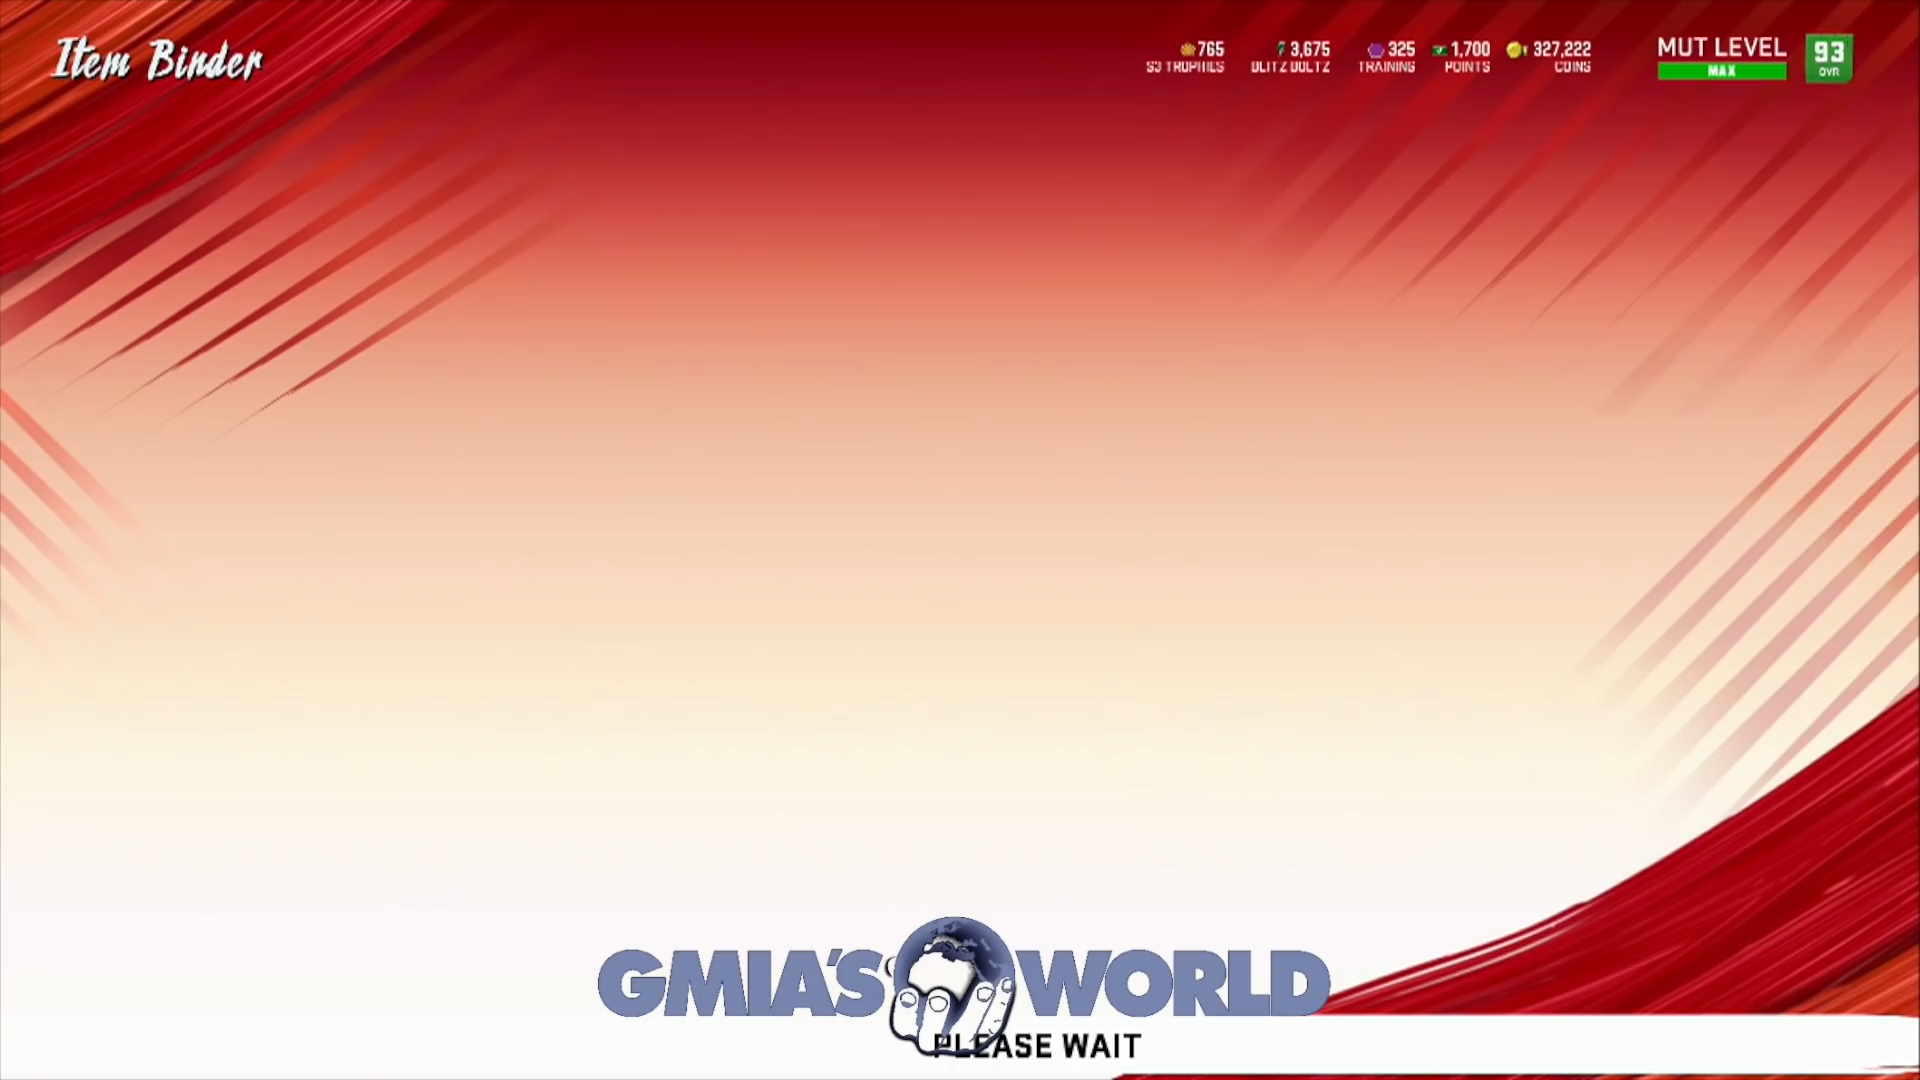 Item Binder
765 3,675 325 1,700 327,222
S3 TROPHIES BLITZ BOLTZ TRAINING POINTS COINS
MUT LEVEL
MAX
93
OVR
GMIA'S WORLD
PLEASE WAIT